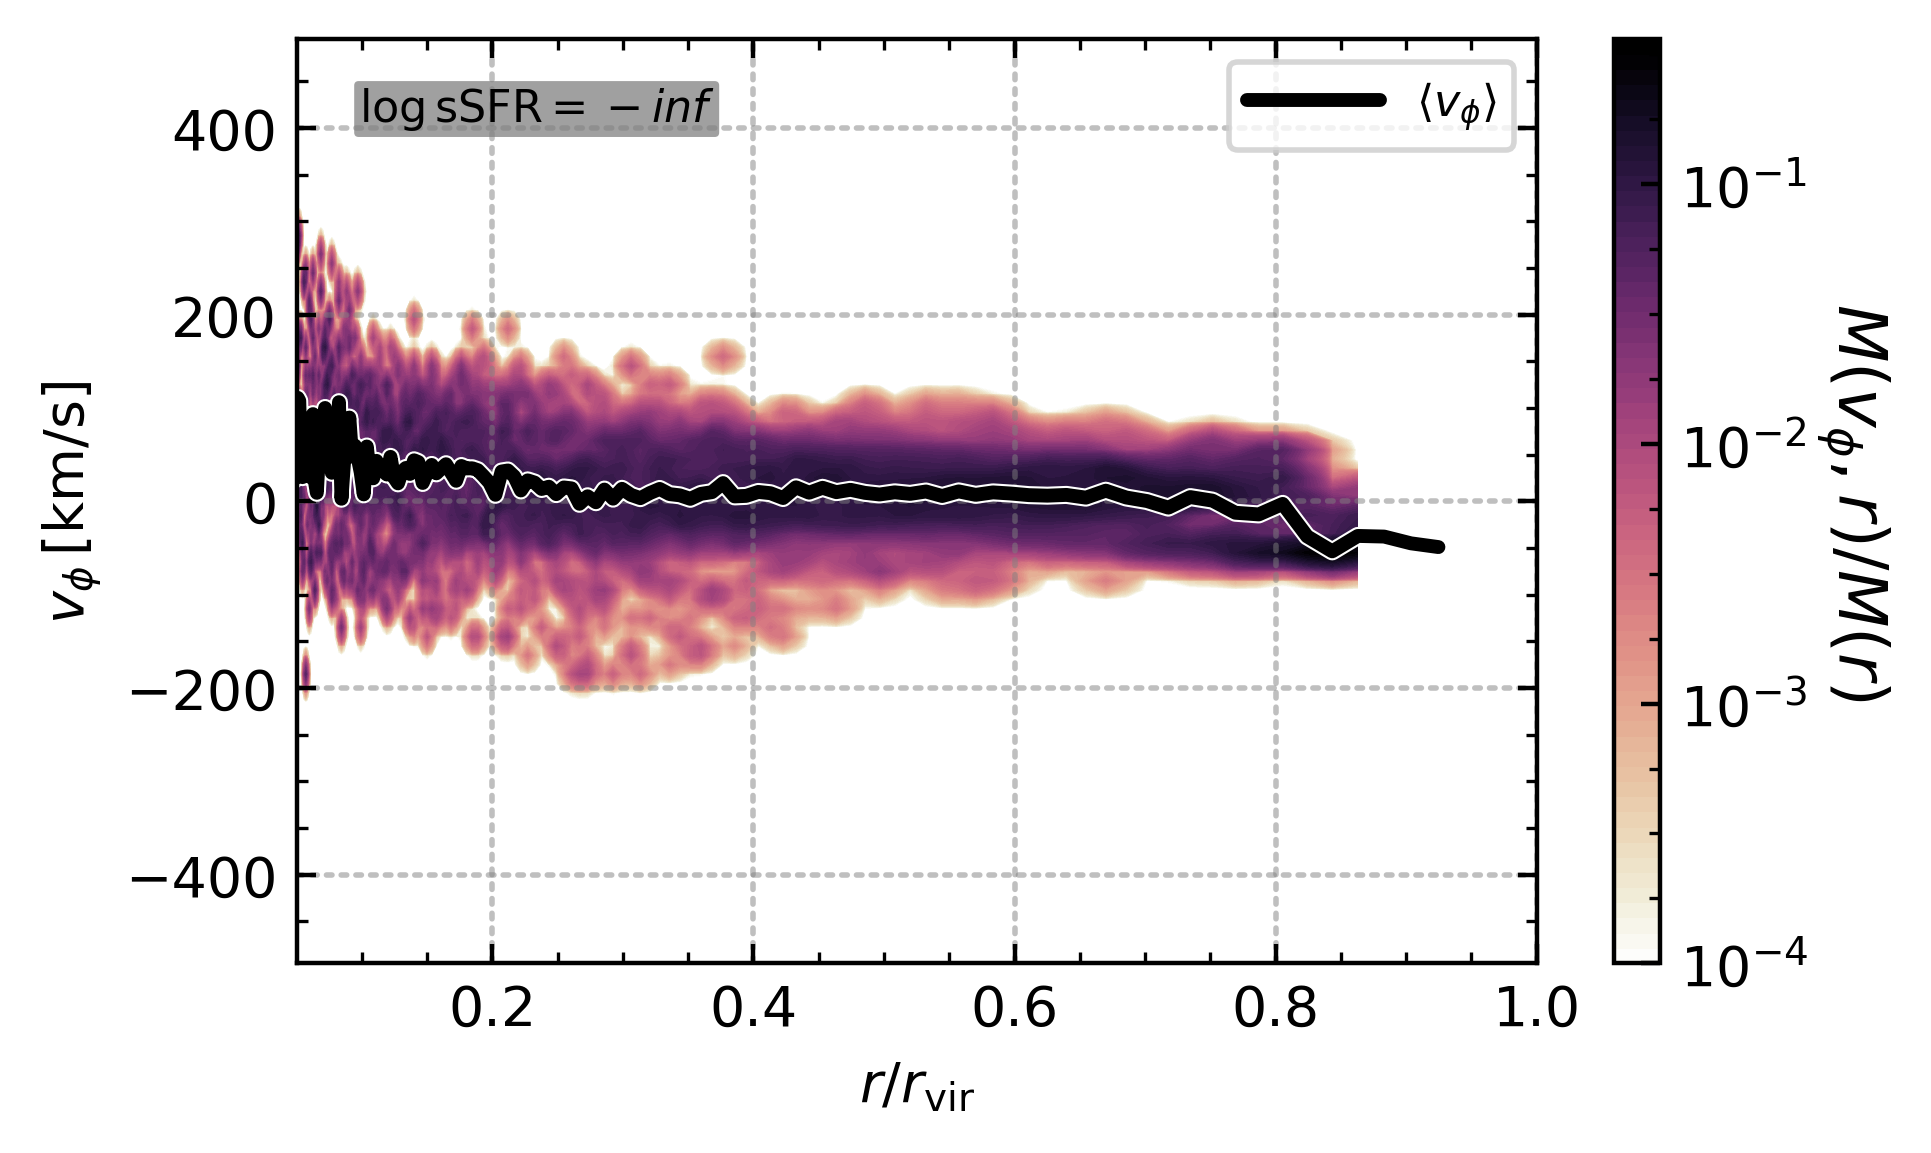 log sSFR = −inf
⟨v_ϕ⟩
400
200
0
−200
−400
v_ϕ [km/s]
0.2
0.4
0.6
0.8
1.0
r/r_vir
10⁻¹
10⁻²
10⁻³
10⁻⁴
M(v_ϕ, r)/M(r)